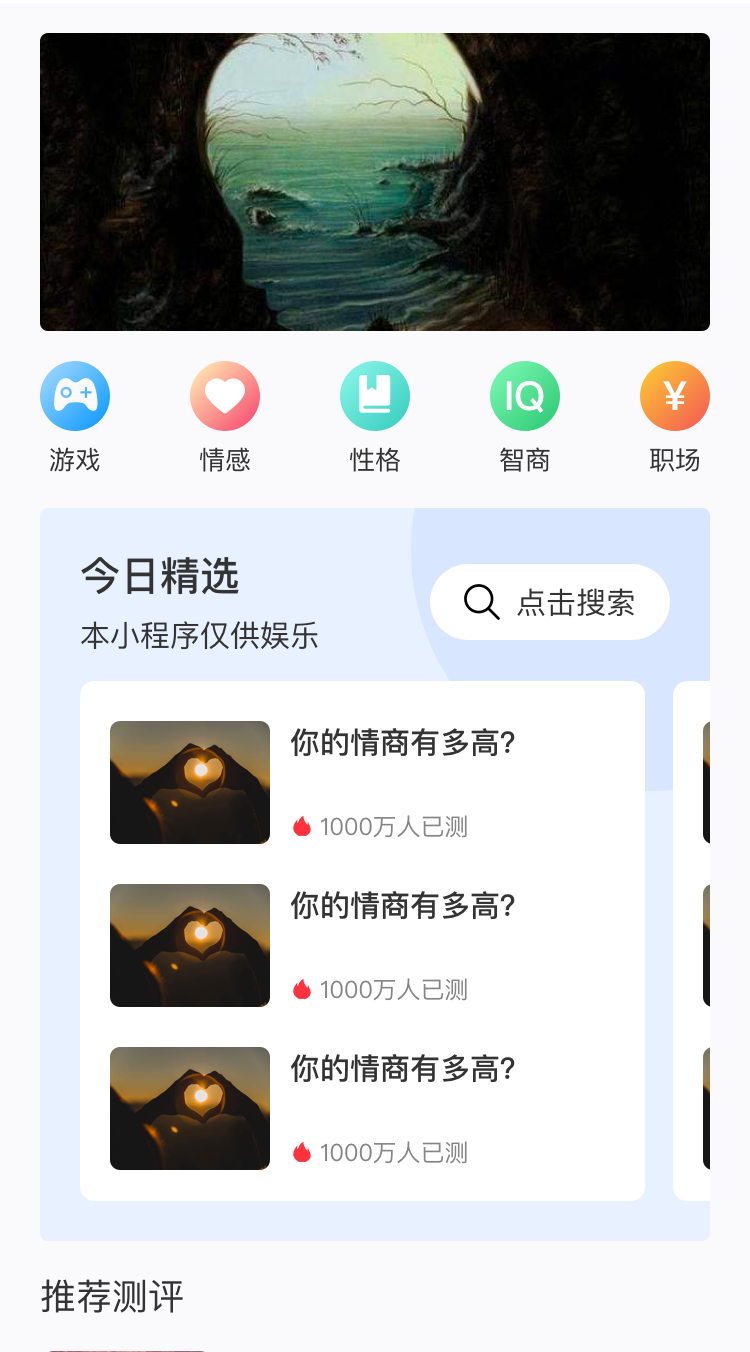 游戏
情感
性格
IQ
智商
¥
职场
今日精选
点击搜索
本小程序仅供娱乐
你的情商有多高?
1000万人已测
你的情商有多高?
1000万人已测
你的情商有多高?
1000万人已测
推荐测评